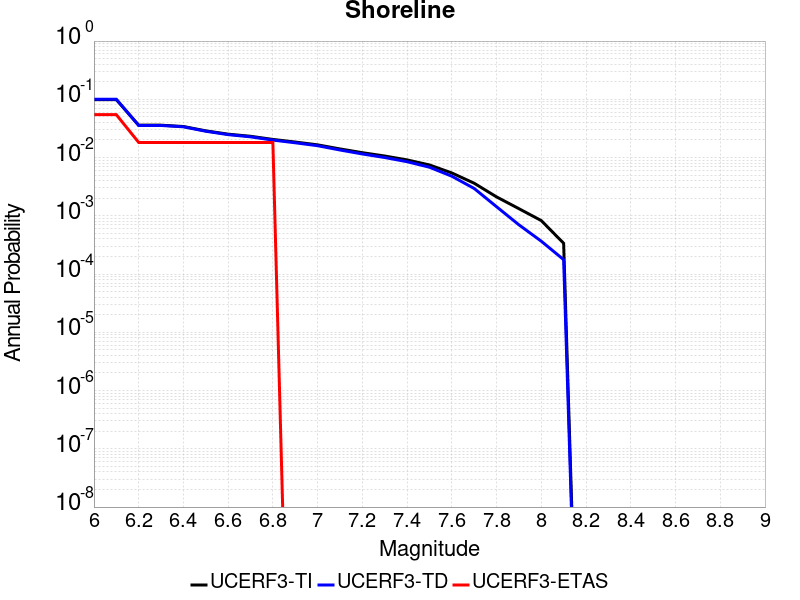 Shoreline
10^0
10^-1
10^-2
10^-3
10^-4
10^-5
10^-6
10^-7
10^-8
Annual Probability
6 6.2 6.4 6.6 6.8 7 7.2 7.4 7.6 7.8 8 8.2 8.4 8.6 8.8 9
Magnitude
UCERF3-TI UCERF3-TD UCERF3-ETAS